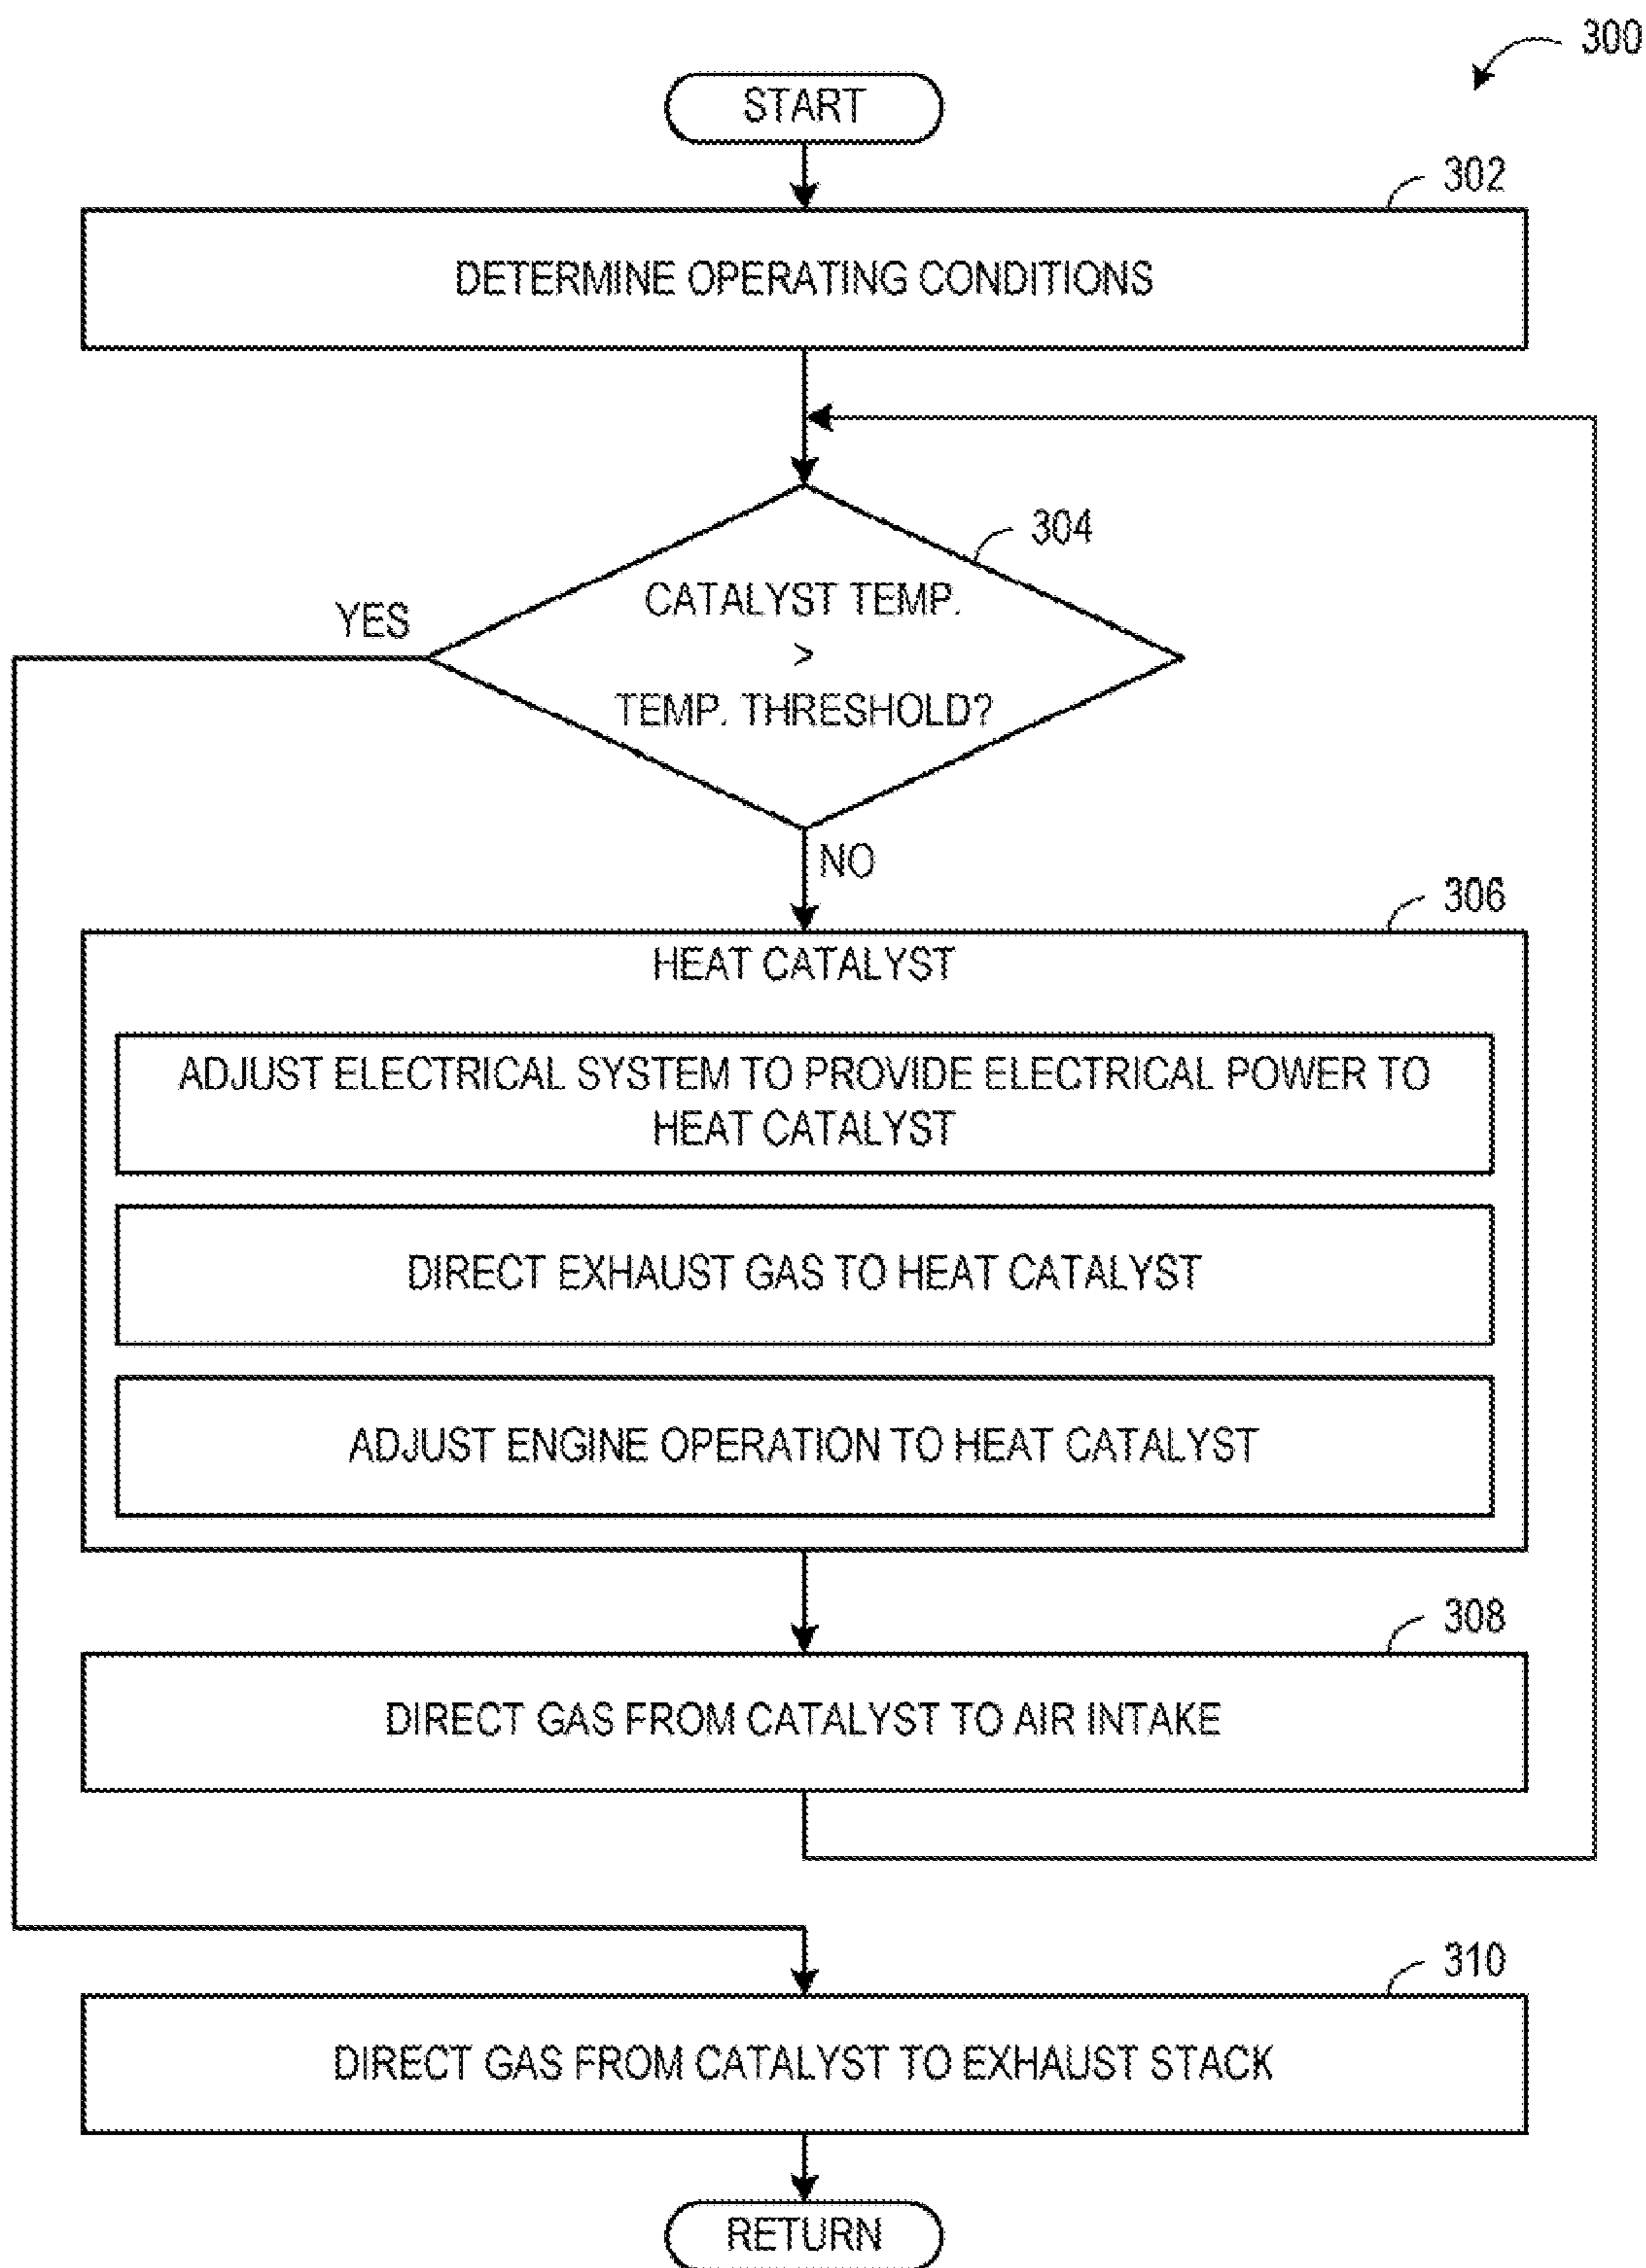 300
START
302
DETERMINE OPERATING CONDITIONS
304
CATALYST TEMP.
>
TEMP. THRESHOLD?
YES
NO
306
HEAT CATALYST
ADJUST ELECTRICAL SYSTEM TO PROVIDE ELECTRICAL POWER TO
HEAT CATALYST
DIRECT EXHAUST GAS TO HEAT CATALYST
ADJUST ENGINE OPERATION TO HEAT CATALYST
308
DIRECT GAS FROM CATALYST TO AIR INTAKE
310
DIRECT GAS FROM CATALYST TO EXHAUST STACK
RETURN